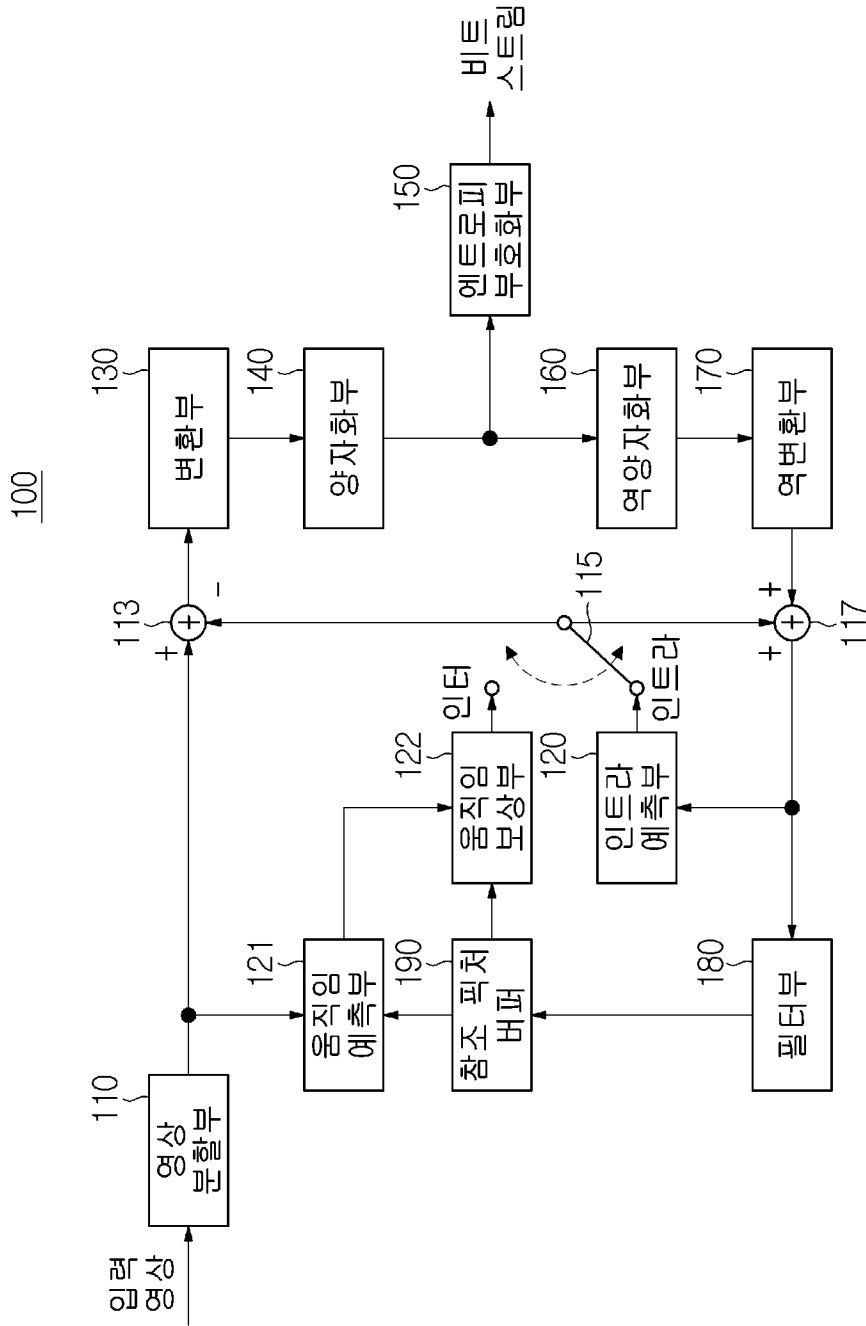 100
입력
영상
110
영상
분할부
+
113
-
130
변환부
140
양자화부
150
엔트로피
부호화부
비트
스트림
160
역양자화부
170
역변환부
+
+
117
115
인터
인트라
121
움직임
예측부
122
움직임
보상부
190
참조 픽처
버퍼
120
인트라
예측부
180
필터부